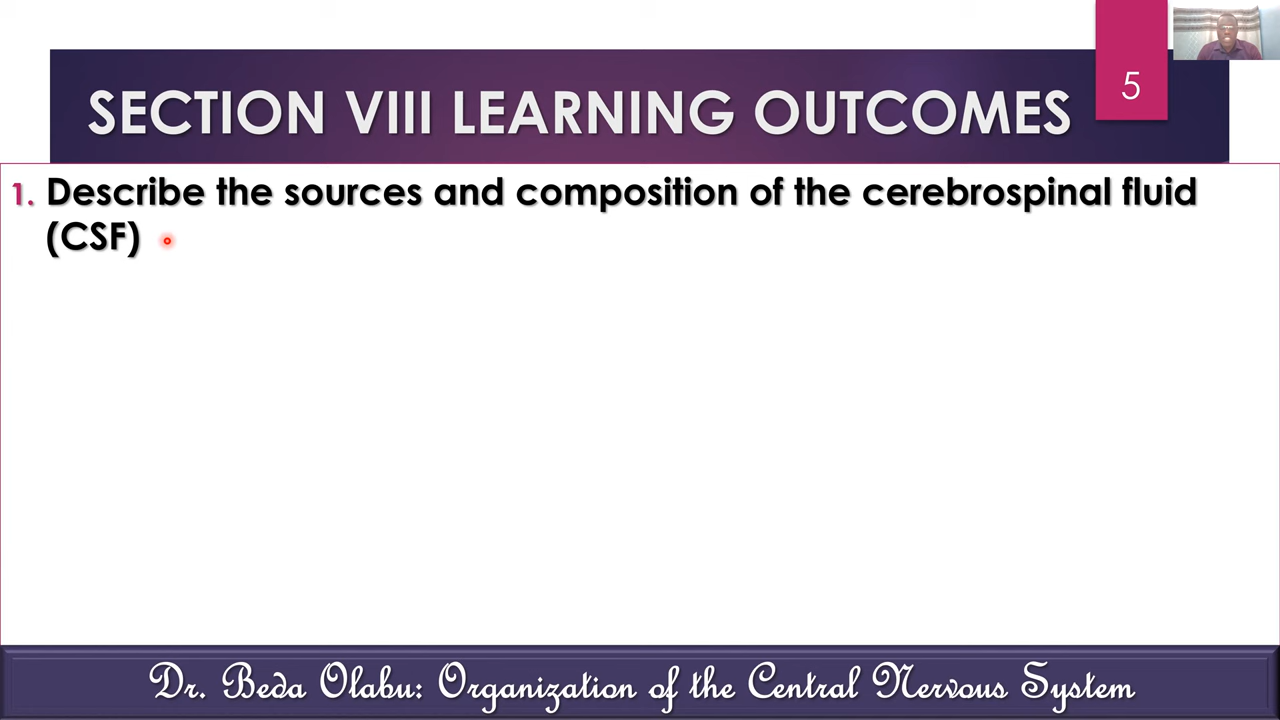 5
SECTION VIII LEARNING OUTCOMES
1. Describe the sources and composition of the cerebrospinal fluid
(CSF)
Dr. Beda Olabu: Organization of the Central Nervous System